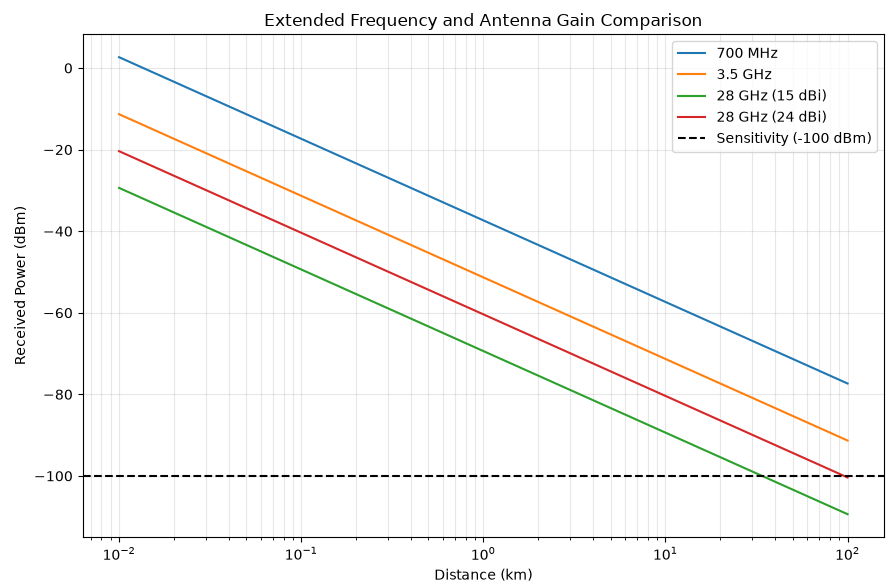 Extended Frequency and Antenna Gain Comparison
700 MHz
3.5 GHz
28 GHz (15 dBi)
28 GHz (24 dBi)
Sensitivity (-100 dBm)
Received Power (dBm)
0
−20
−40
−60
−80
−100
10⁻² 10⁻¹ 10⁰ 10¹ 10²
Distance (km)